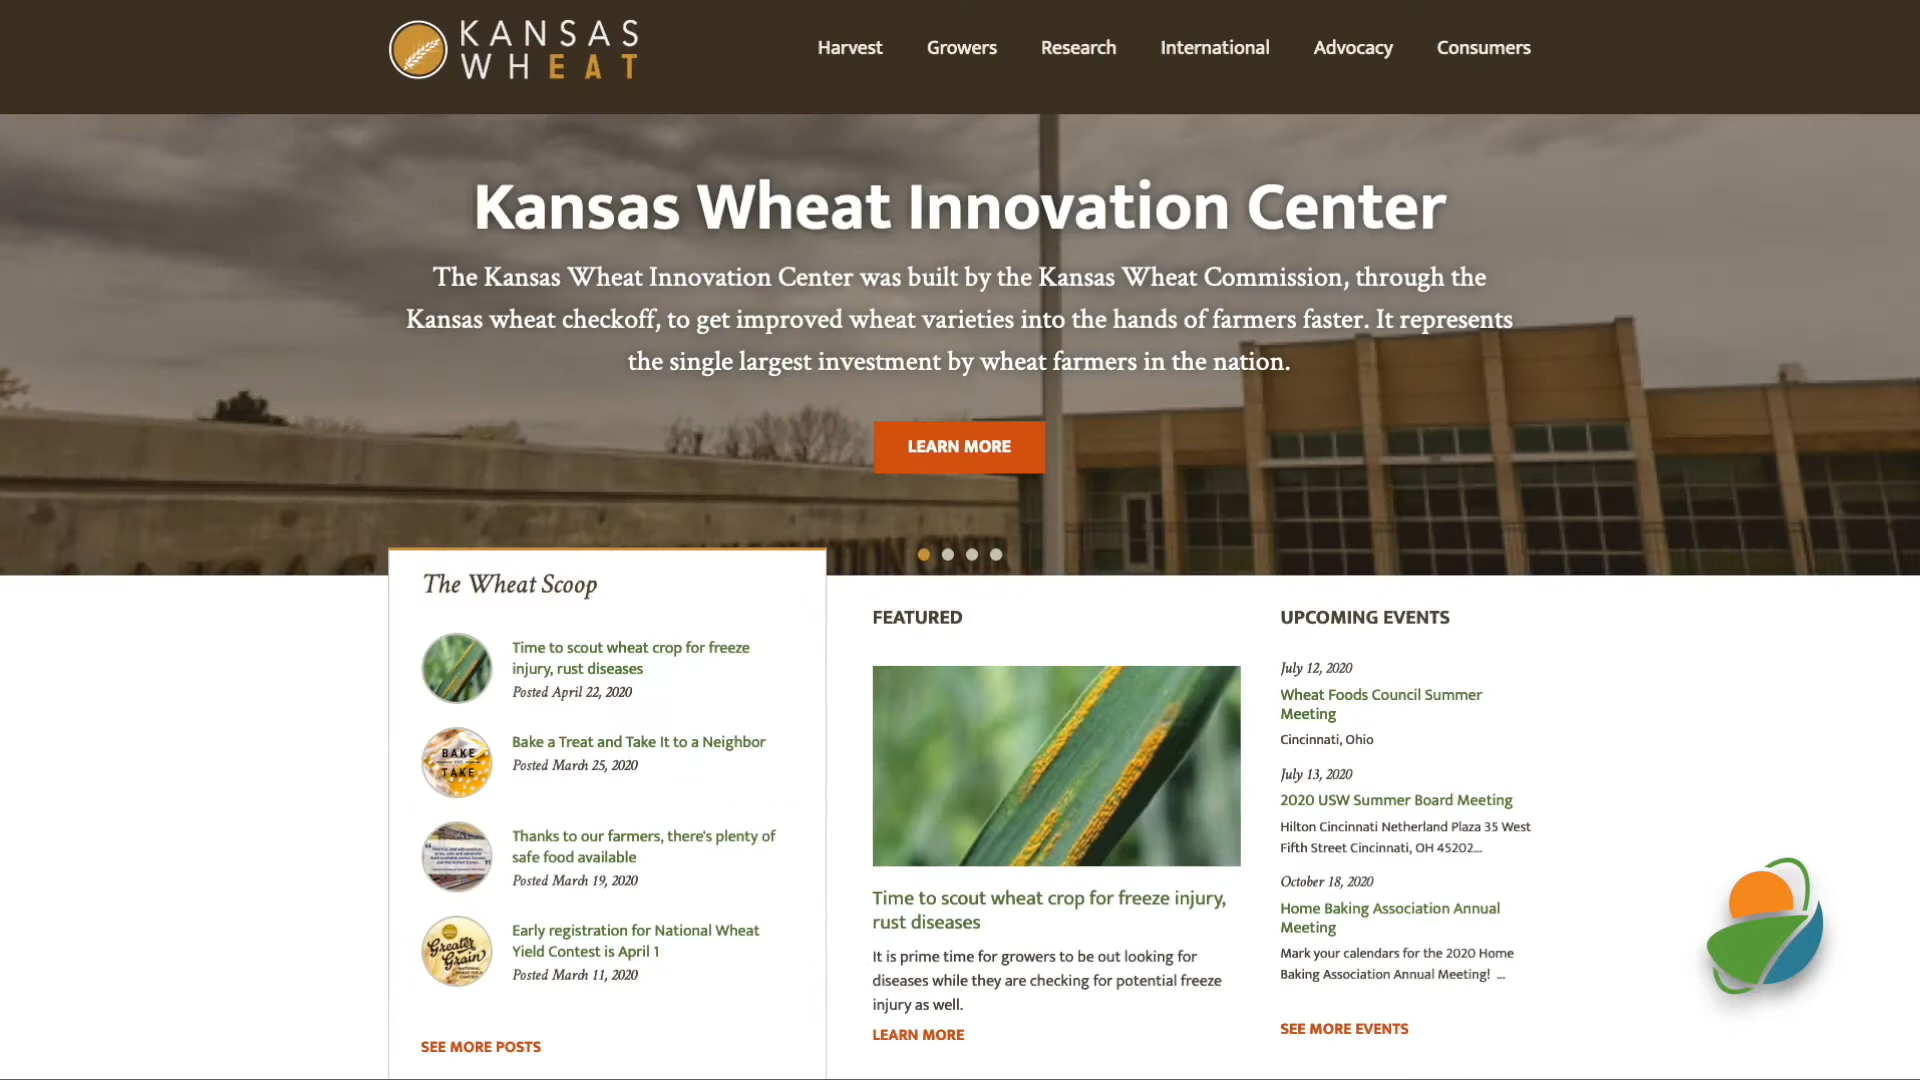 KANSAS
WHEAT
Harvest
Growers
Research
International
Advocacy
Consumers
Kansas Wheat Innovation Center
The Kansas Wheat Innovation Center was built by the Kansas Wheat Commission, through the
Kansas wheat checkoff, to get improved wheat varieties into the hands of farmers faster. It represents
the single largest investment by wheat farmers in the nation.
LEARN MORE
The Wheat Scoop
Time to scout wheat crop for freeze
injury, rust diseases
Posted April 22, 2020
BAKE
TAKE
Bake a Treat and Take It to a Neighbor
Posted March 25, 2020
Thanks to our farmers, there's plenty of
safe food available
Posted March 19, 2020
Greater
Grain
Early registration for National Wheat
Yield Contest is April 1
Posted March 11, 2020
SEE MORE POSTS
FEATURED
Time to scout wheat crop for freeze injury,
rust diseases
It is prime time for growers to be out looking for
diseases while they are checking for potential freeze
injury as well.
LEARN MORE
UPCOMING EVENTS
July 12, 2020
Wheat Foods Council Summer
Meeting
Cincinnati, Ohio
July 13, 2020
2020 USW Summer Board Meeting
Hilton Cincinnati Netherland Plaza 35 West
Fifth Street Cincinnati, OH 45202...
October 18, 2020
Home Baking Association Annual
Meeting
Mark your calendars for the 2020 Home
Baking Association Annual Meeting! ...
SEE MORE EVENTS